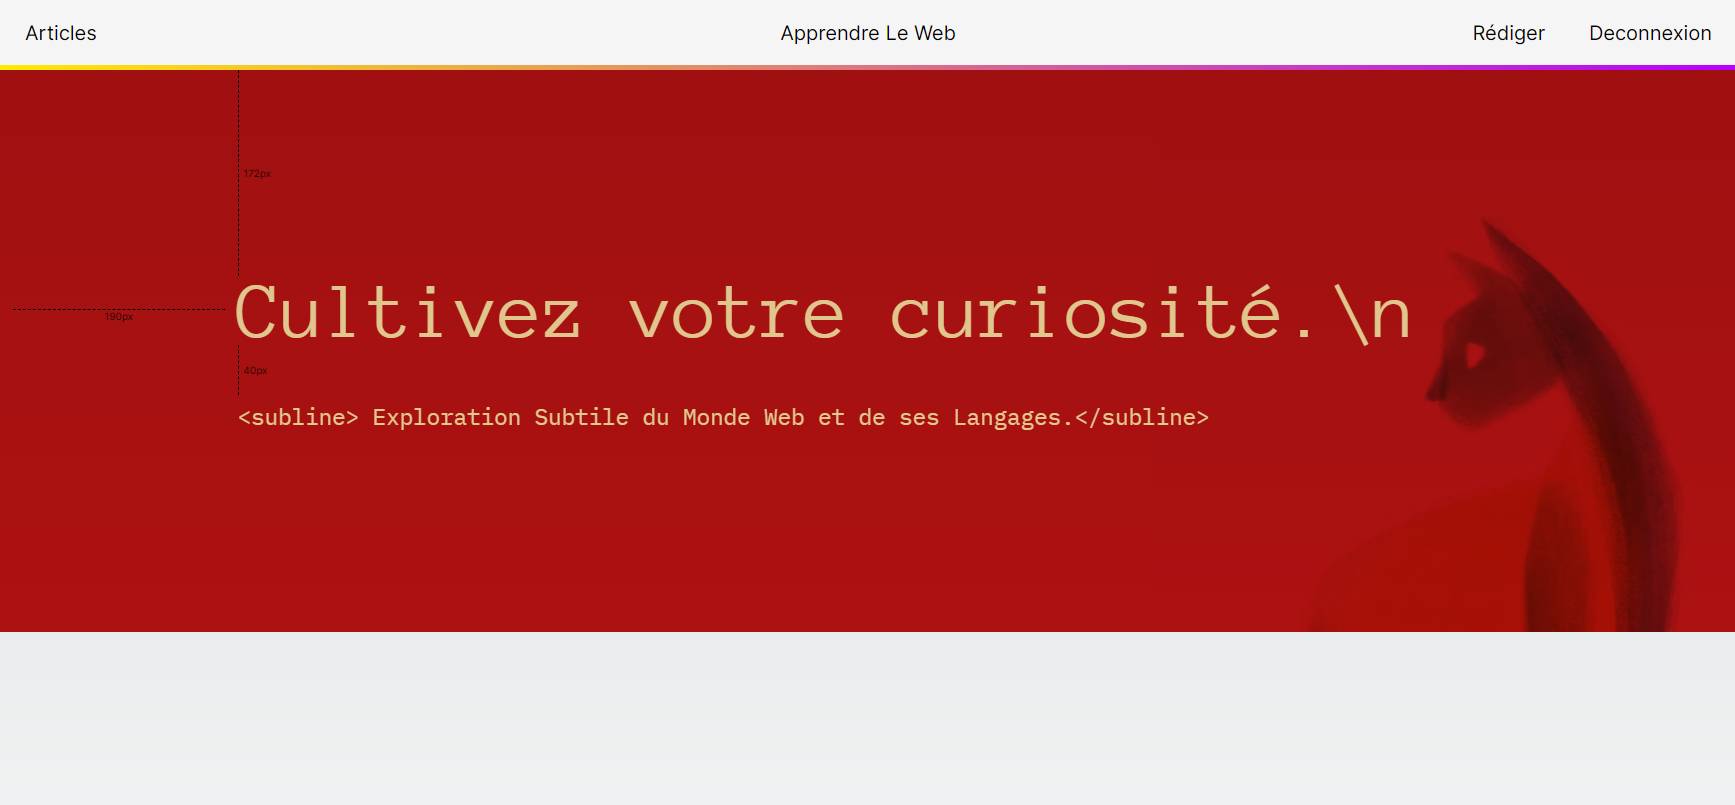 Articles Apprendre Le Web Rédiger Deconnexion
172px
Cultivez votre curiosité.\n
190px
40px
<subline> Exploration Subtile du Monde Web et de ses Langages.</subline>